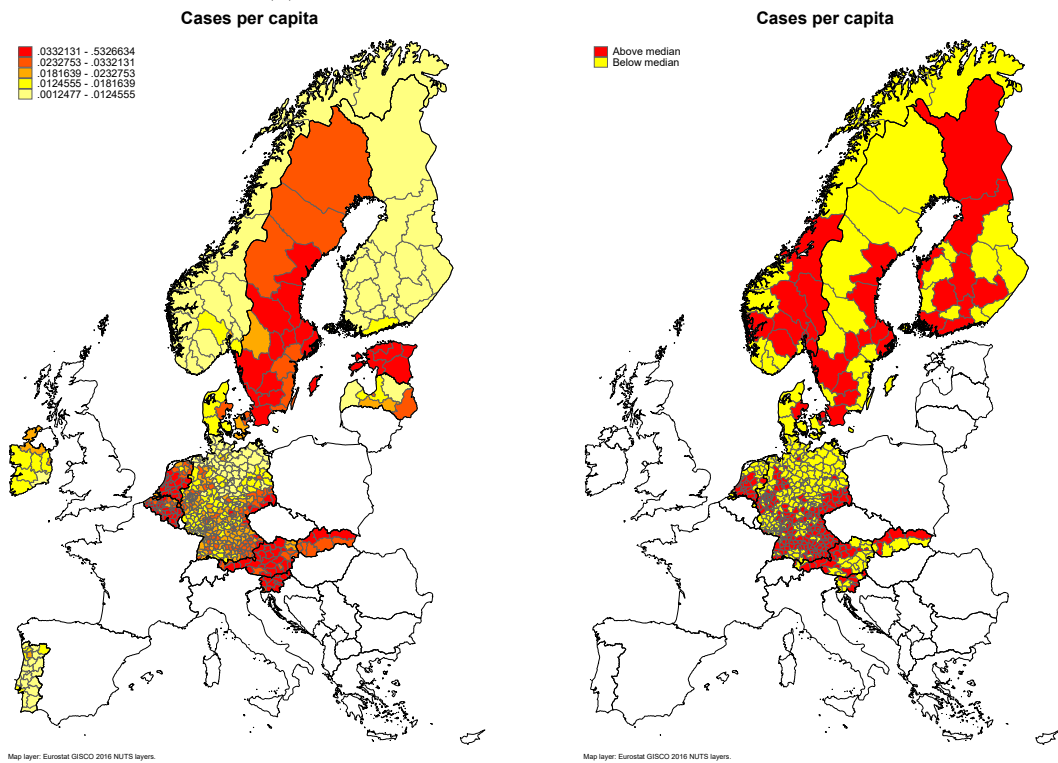 Cases per capita
.0332131 - .5326634
.0232753 - .0332131
.0181639 - .0232753
.0124555 - .0181639
.0012477 - .0124555
Map layer: Eurostat GISCO 2016 NUTS layers.
Cases per capita
Above median
Below median
Map layer: Eurostat GISCO 2016 NUTS layers.